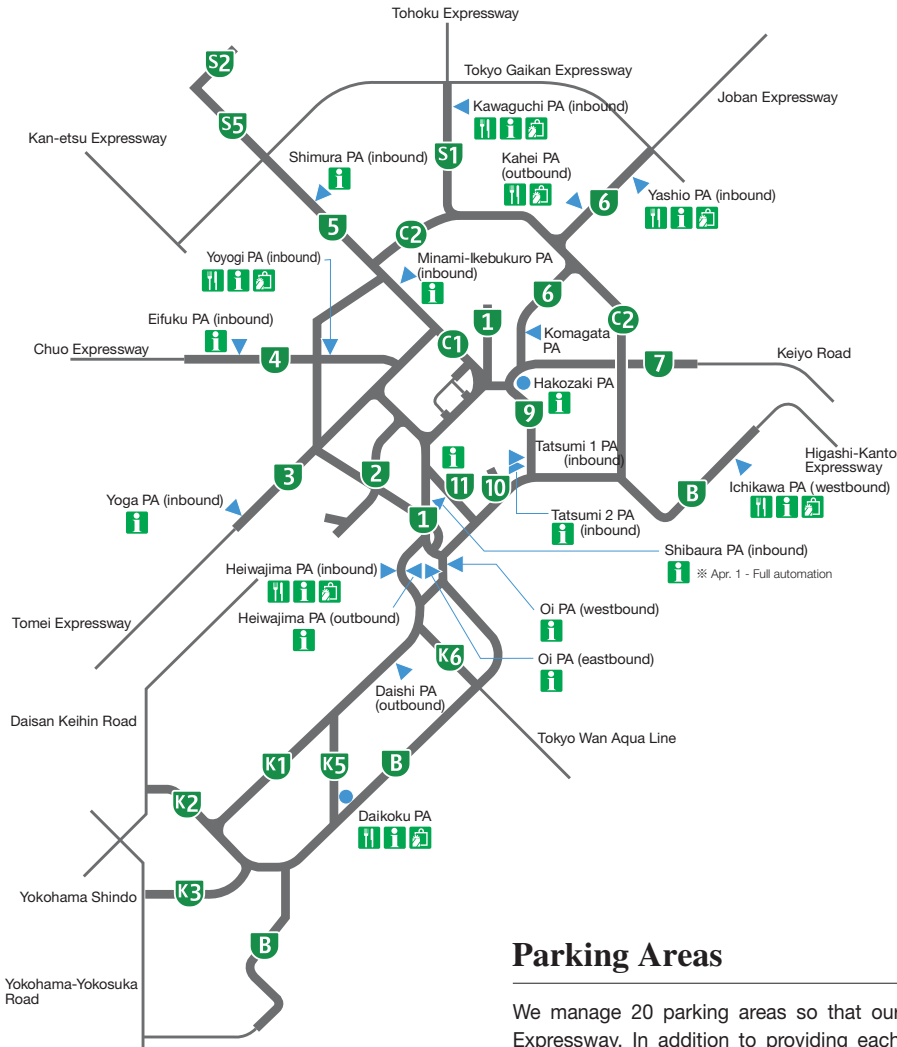 Tohoku Expressway
Tokyo Gaikan Expressway
S2
Joban Expressway
Kawaguchi PA (inbound)
S5
Kan-etsu Expressway
S1
Shimura PA (inbound)
Kahei PA
(outbound)
Yashio PA (inbound)
6
5
C2
Yoyogi PA (inbound)
Minami-Ikebukuro PA
(inbound)
6
C2
Eifuku PA (inbound)
1
C1
Komagata
PA
Chuo Expressway
4
7
Keiyo Road
Hakozaki PA
9
Tatsumi 1 PA
(inbound)
Higashi-Kanto
Expressway
3
2
11
10
B
Ichikawa PA (westbound)
Yoga PA (inbound)
1
Tatsumi 2 PA
(inbound)
Shibaura PA (inbound)
※ Apr. 1 - Full automation
Heiwajima PA (inbound)
Heiwajima PA (outbound)
Oi PA (westbound)
Tomei Expressway
K6
Oi PA (eastbound)
Daishi PA
(outbound)
Daisan Keihin Road
Tokyo Wan Aqua Line
K1
K5
B
K2
Daikoku PA
Yokohama Shindo
K3
B
Yokohama-Yokosuka
Road
Parking Areas
We manage 20 parking areas so that our
Expressway. In addition to providing each